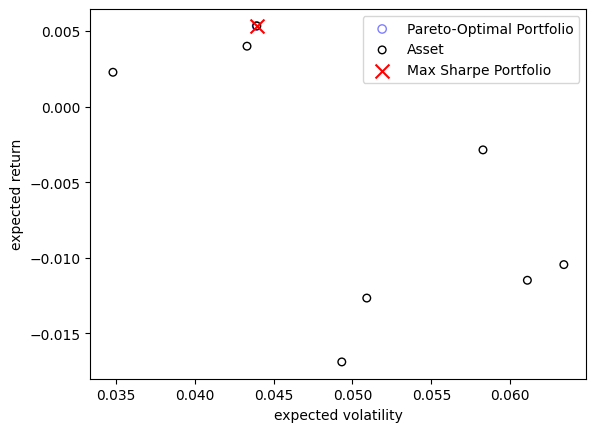 Pareto-Optimal Portfolio
Asset
Max Sharpe Portfolio
0.005
0.000
−0.005
−0.010
−0.015
expected return
0.035 0.040 0.045 0.050 0.055 0.060
expected volatility